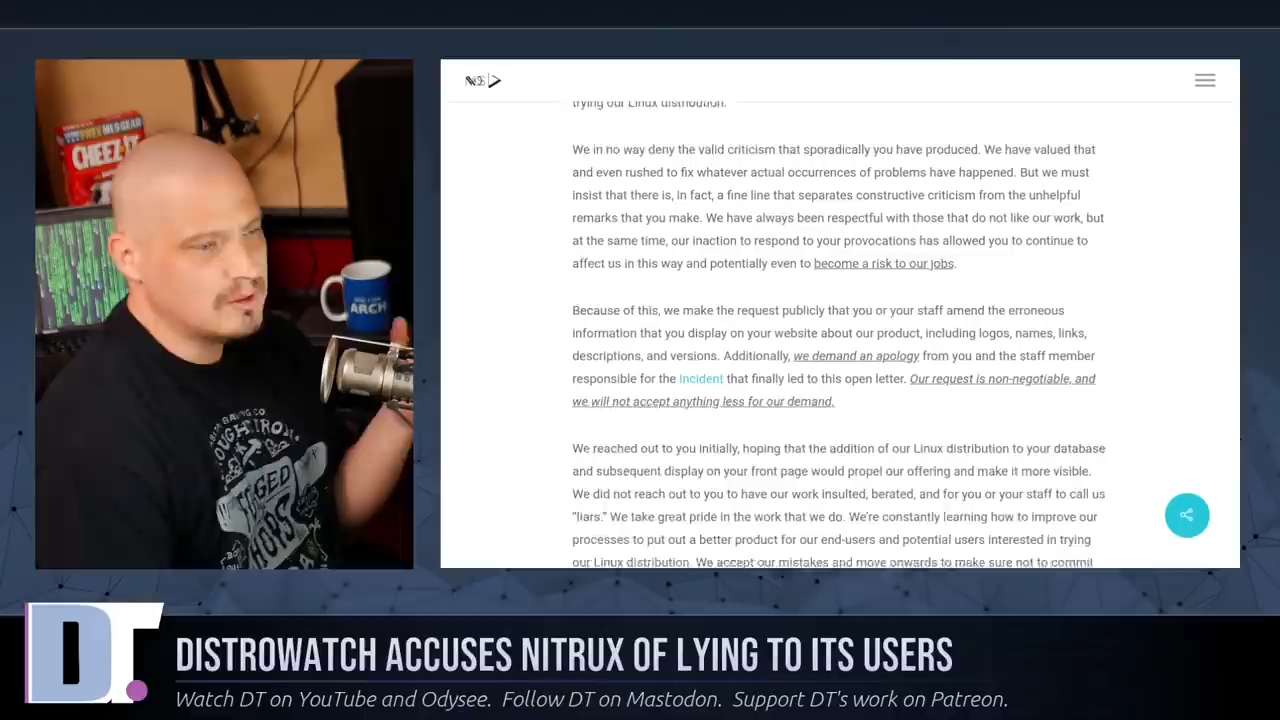 FREE MES GEAR
CHEEZ-IT
ARCH
trying our Linux distribution.
We in no way deny the valid criticism that sporadically you have produced. We have valued that
and even rushed to fix whatever actual occurrences of problems have happened. But we must
insist that there is, in fact, a fine line that separates constructive criticism from the unhelpful
remarks that you make. We have always been respectful with those that do not like our work, but
at the same time, our inaction to respond to your provocations has allowed you to continue to
affect us in this way and potentially even to become a risk to our jobs.
Because of this, we make the request publicly that you or your staff amend the erroneous
information that you display on your website about our product, including logos, names, links,
descriptions, and versions. Additionally, we demand an apology from you and the staff member
responsible for the incident that finally led to this open letter. Our request is non-negotiable, and
we will not accept anything less for our demand.
We reached out to you initially, hoping that the addition of our Linux distribution to your database
and subsequent display on your front page would propel our offering and make it more visible.
We did not reach out to you to have our work insulted, berated, and for you or your staff to call us
"liars." We take great pride in the work that we do. We're constantly learning how to improve our
processes to put out a better product for our end-users and potential users interested in trying
our Linux distribution. We accept our mistakes and move onwards to make sure not to commit
DT.
DISTROWATCH ACCUSES NITRUX OF LYING TO ITS USERS
Watch DT on YouTube and Odysee. Follow DT on Mastodon. Support DT's work on Patreon.